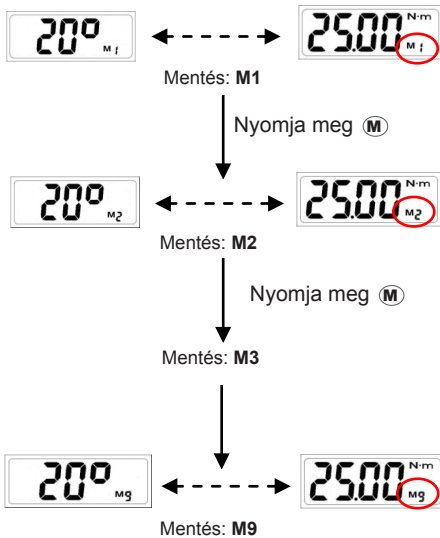 20° M1 25.00 N·m M1
Mentés: M1
Nyomja meg M
20° M2 25.00 N·m M2
Mentés: M2
Nyomja meg M
Mentés: M3
20° M9 25.00 N·m M9
Mentés: M9